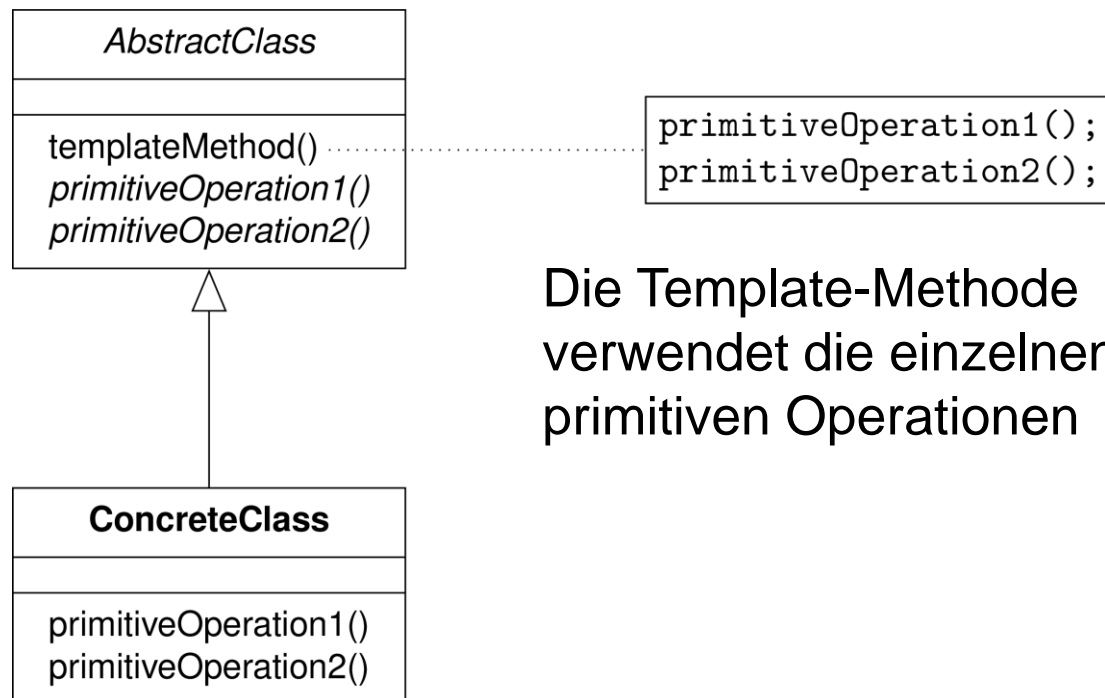 AbstractClass
templateMethod()
primitiveOperation1()
primitiveOperation2()
primitiveOperation1();
primitiveOperation2();
Die Template-Methode
verwendet die einzelnen
primitiven Operationen
ConcreteClass
primitiveOperation1()
primitiveOperation2()